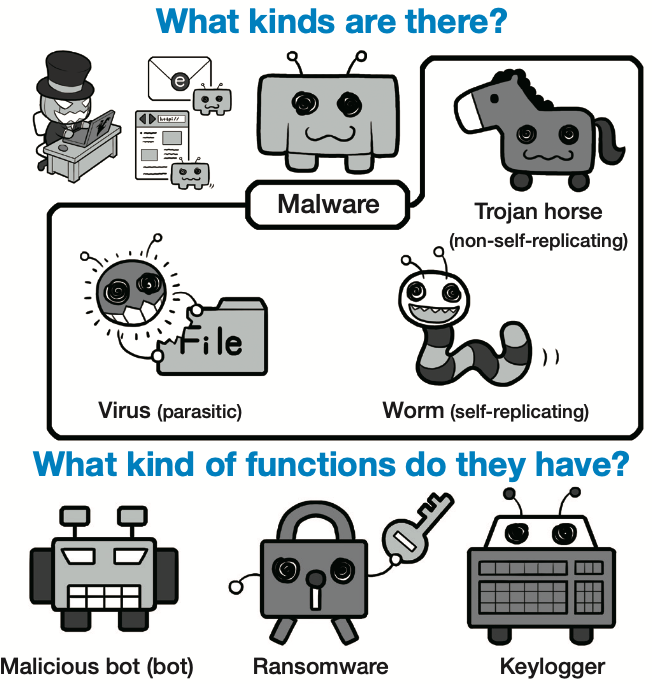 What kinds are there?
e
http://
Malware
Trojan horse
(non-self-replicating)
File
Virus (parasitic)
Worm (self-replicating)
What kind of functions do they have?
Malicious bot (bot)
Ransomware
Keylogger